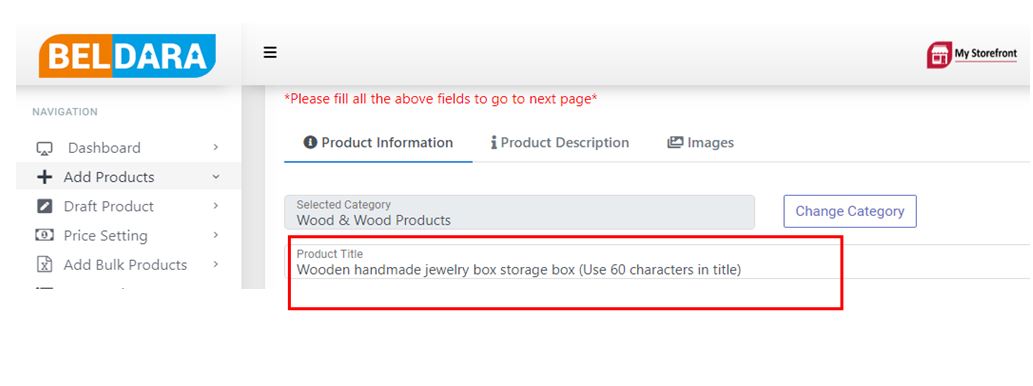 BELDARA
My Storefront
*Please fill all the above fields to go to next page*
NAVIGATION
Dashboard
Add Products
Draft Product
Price Setting
Add Bulk Products
Product Information
Product Description
Images
Selected Category
Wood & Wood Products
Change Category
Product Title
Wooden handmade jewelry box storage box (Use 60 characters in title)